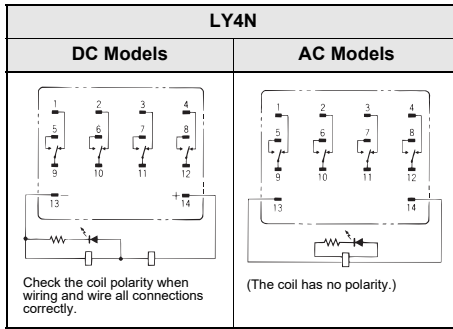 LY4N
DC Models AC Models
1 2 3 4
5 6 7 8
9 10 11 12
13 − + 14
Check the coil polarity when
wiring and wire all connections
correctly.
1 2 3 4
5 6 7 8
9 10 11 12
13 14
(The coil has no polarity.)